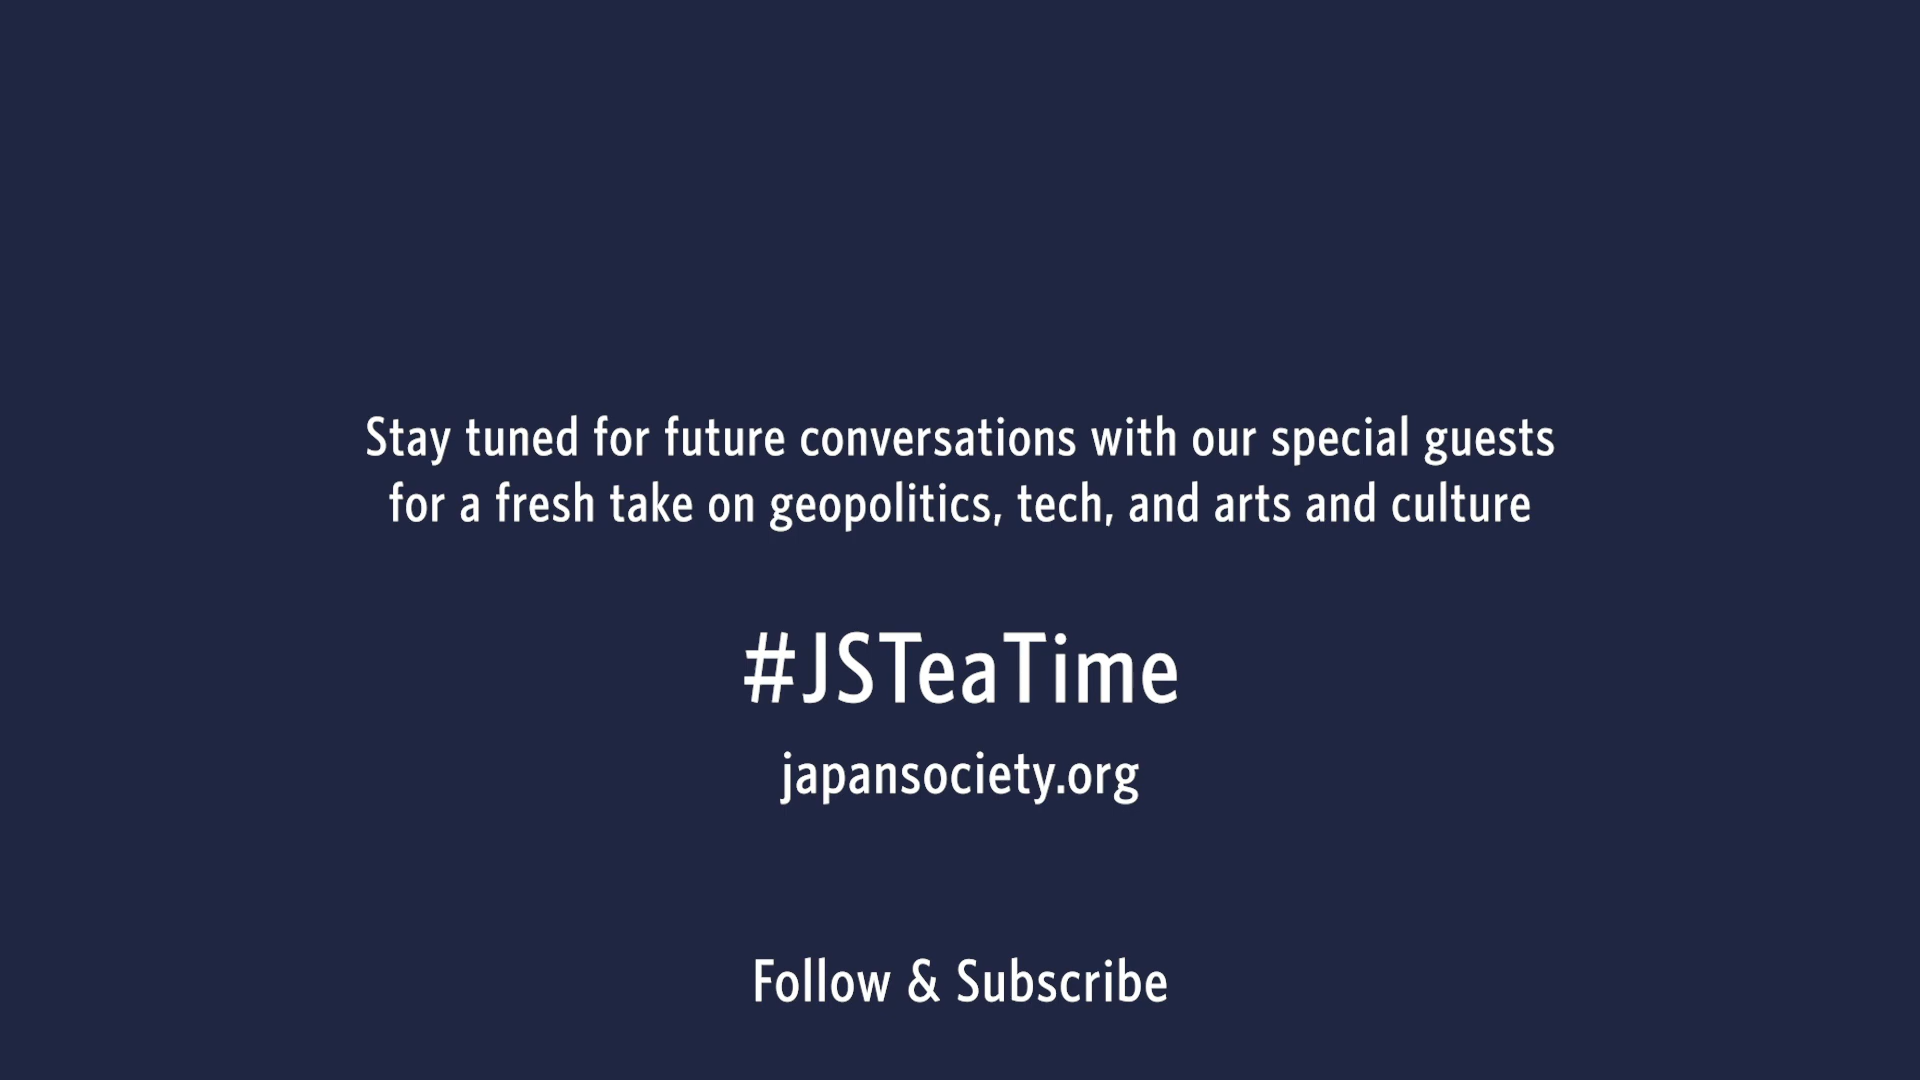 Stay tuned for future conversations with our special guests
for a fresh take on geopolitics, tech, and arts and culture
#JSTeaTime
japansociety.org
Follow & Subscribe